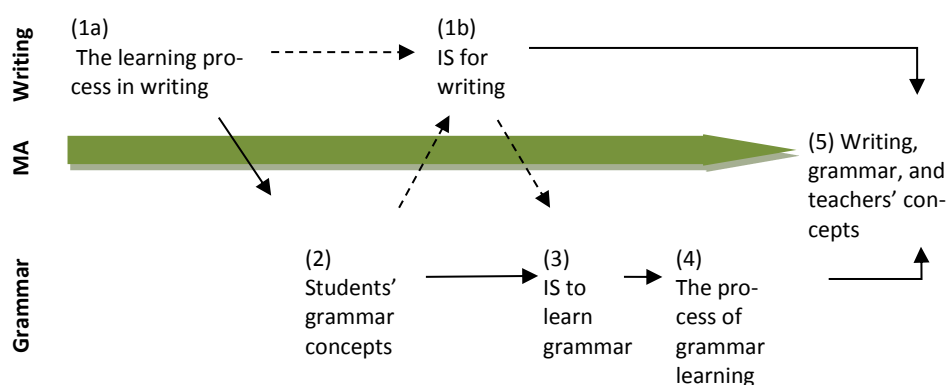 Writing
(1a)
The learning pro-
cess in writing
(1b)
IS for
writing
MA
(5) Writing,
grammar, and
teachers’ con-
cepts
Grammar
(2)
Students’
grammar
concepts
(3)
IS to
learn
grammar
(4)
The pro-
cess of
grammar
learning